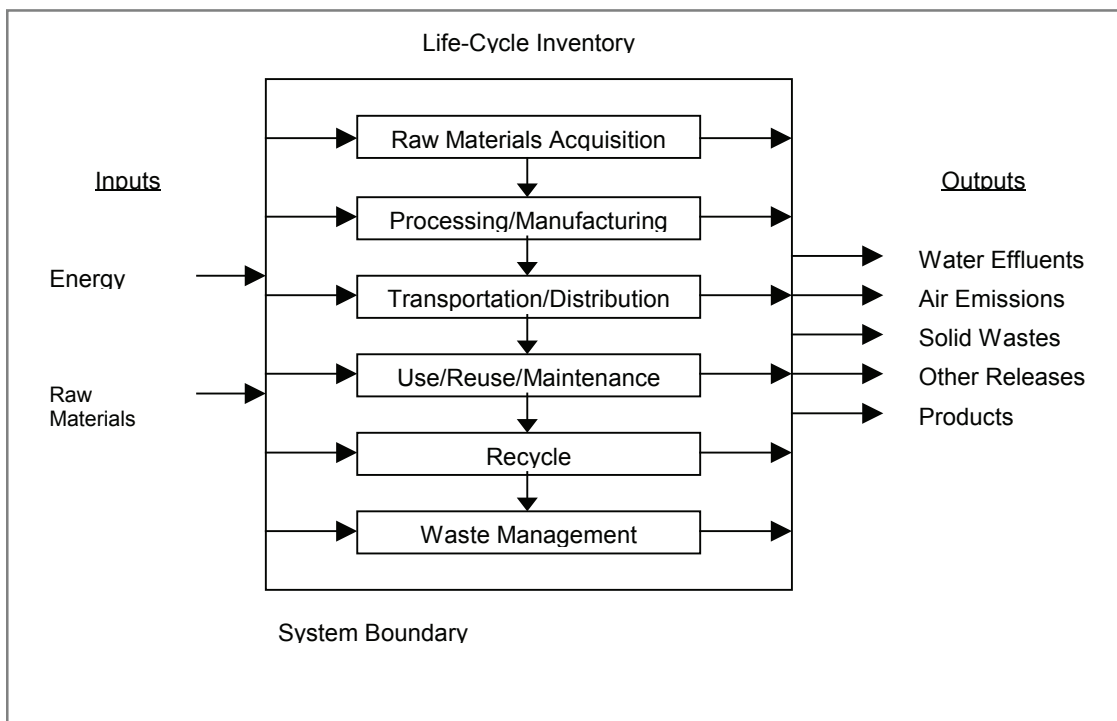 Life-Cycle Inventory
Inputs
Energy
Raw
Materials
Raw Materials Acquisition
Processing/Manufacturing
Transportation/Distribution
Use/Reuse/Maintenance
Recycle
Waste Management
Outputs
Water Effluents
Air Emissions
Solid Wastes
Other Releases
Products
System Boundary